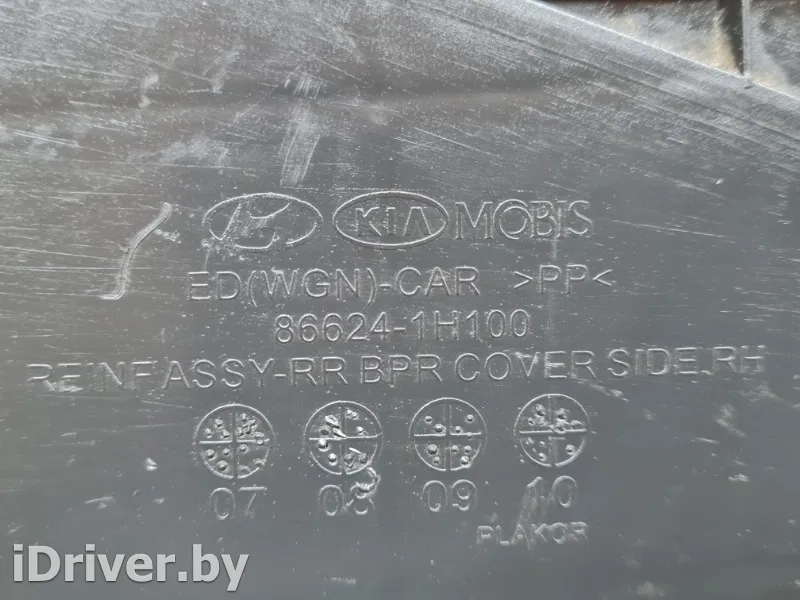 KIA MOBIS
ED(WGN)-CAR >PP<
86624-1H100
REINF ASSY-RR BPR COVER SIDE,RH
07 08 09 10
PLAKOR
iDriver.by